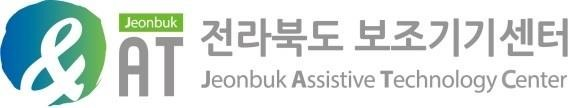 &
Jeonbuk
AT
전라북도 보조기기센터
Jeonbuk Assistive Technology Center